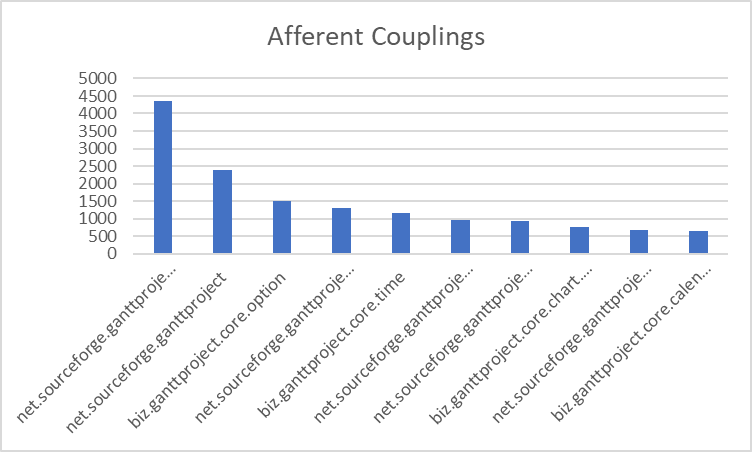 Afferent Couplings
5000
4500
4000
3500
3000
2500
2000
1500
1000
500
0
net.sourceforge.ganttproje…
net.sourceforge.ganttproject
biz.ganttproject.core.option
net.sourceforge.ganttproje…
biz.ganttproject.core.time
net.sourceforge.ganttproje…
net.sourceforge.ganttproje…
biz.ganttproject.core.chart.…
net.sourceforge.ganttproje…
biz.ganttproject.core.calen…